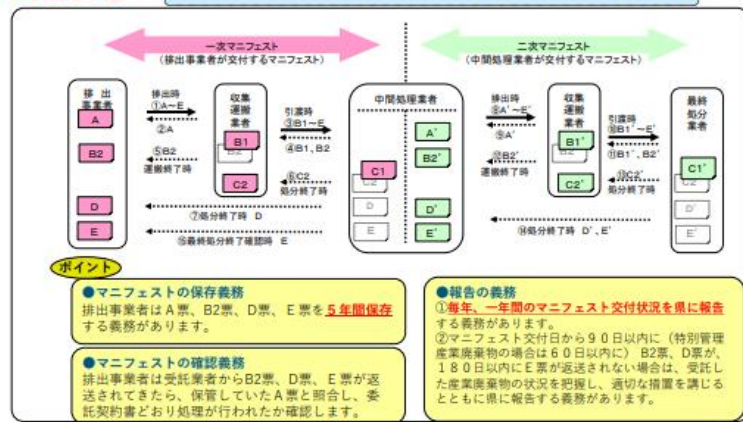 一次マニフェスト
(排出事業者が交付するマニフェスト)
二次マニフェスト
(中間処理業者が交付するマニフェスト)
排出
事業者
A
B2
D
E
排出時
①A～E
②A
⑤B2
運搬終了時
収集
運搬
業者
B1
B2
C2
引渡時
③B1～E
④B1、B2
⑥C2
処分終了時
⑦処分終了時 D
⑮最終処分終了確認時 E
中間処理業者
C1
C2
D
E
A'
B2'
D'
E'
排出時
⑧A'～E'
⑨A'
⑫B2'
運搬終了時
収集
運搬
業者
B1'
B2'
C2'
引渡時
⑩B1'～E'
⑪B1'、B2'
⑬C2'
処分終了時
⑭処分終了時 D'、E'
最終
処分
業者
C1'
C2'
D'
E'
ポイント
●マニフェストの保存義務
排出事業者はA票、B2票、D票、E票を５年間保存
する義務があります。
●マニフェストの確認義務
排出事業者は受託業者からB2票、D票、E票が返
送されてきたら、保管していたA票と照合し、委
託契約書どおり処理が行われたか確認します。
●報告の義務
①毎年、一年間のマニフェスト交付状況を県に報告
する義務があります。
②マニフェスト交付日から９０日以内に（特別管理
産業廃棄物の場合は６０日以内に） B2票、D票が、
１８０日以内にE票が返送されない場合は、受託し
た産業廃棄物の状況を把握し、適切な措置を講じる
とともに県に報告する義務があります。